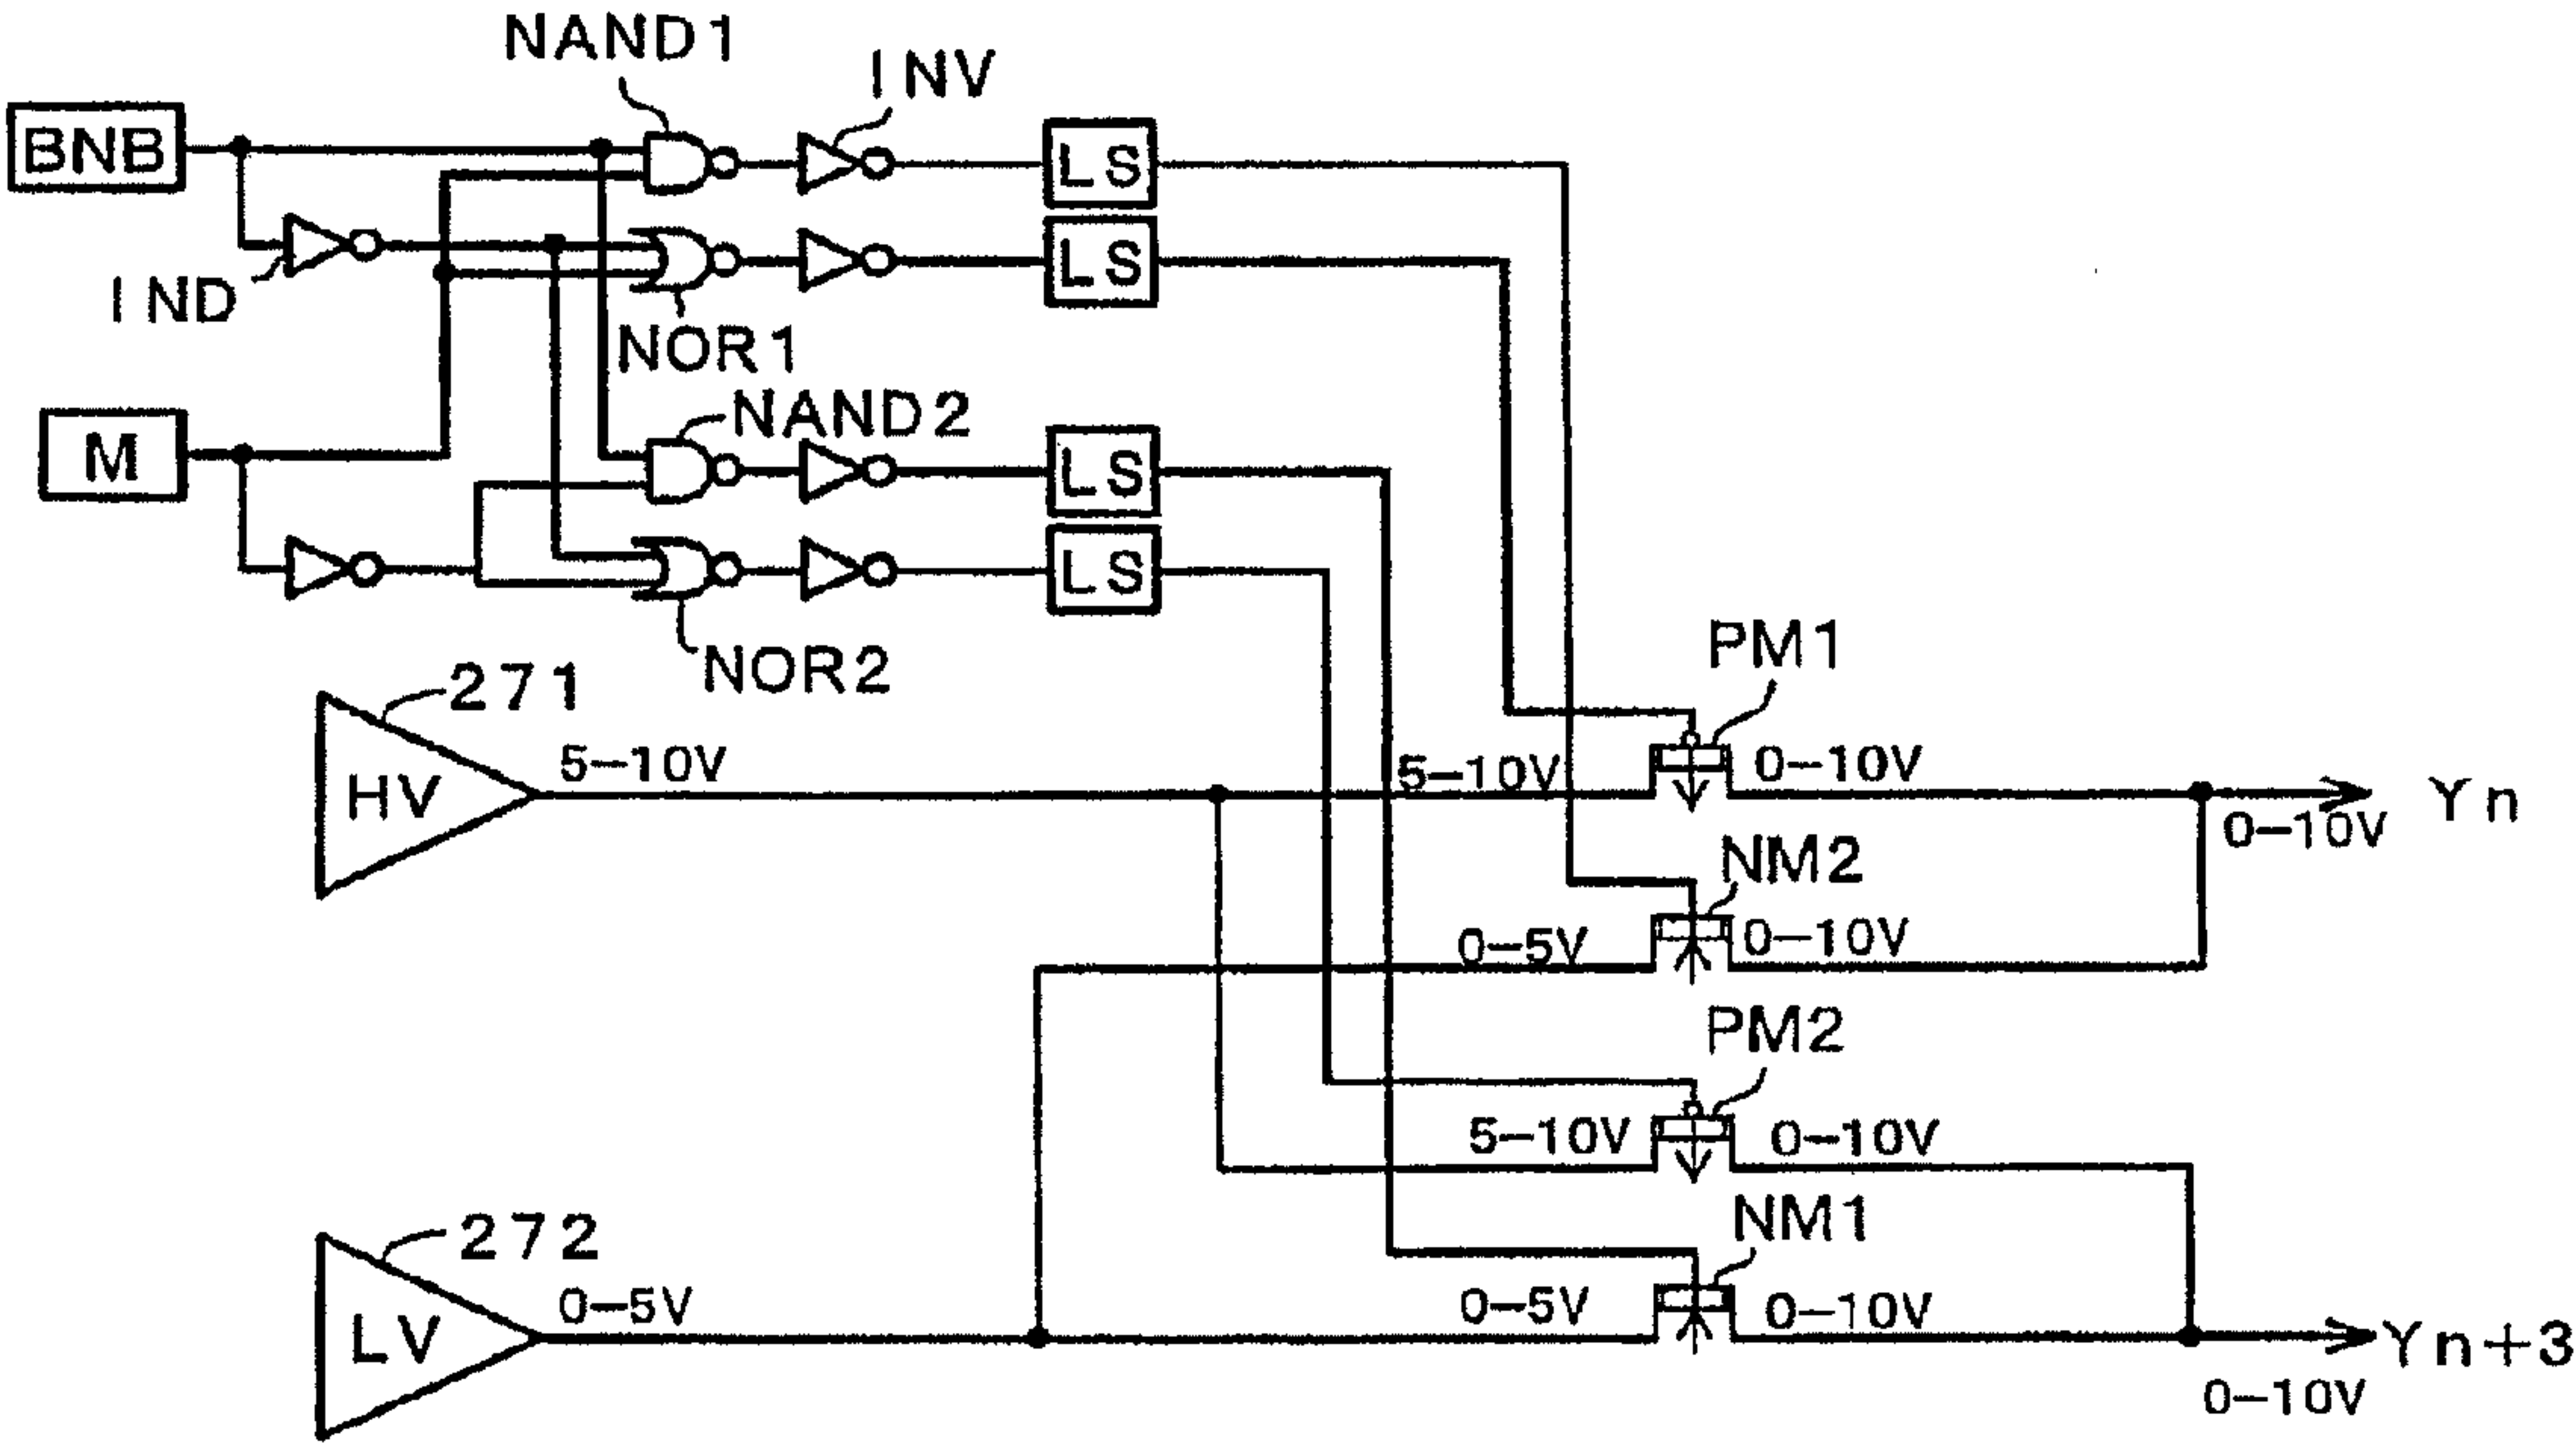 NAND1
INV
BNB
LS
LS
IND
NOR1
NAND2
M
LS
LS
NOR2
PM1
271
5-10V
HV
5-10V
0-10V
Yn
0-10V
NM2
0-5V
0-10V
PM2
5-10V
0-10V
272
NM1
0-5V
LV
0-5V
0-10V
Yn+3
0-10V